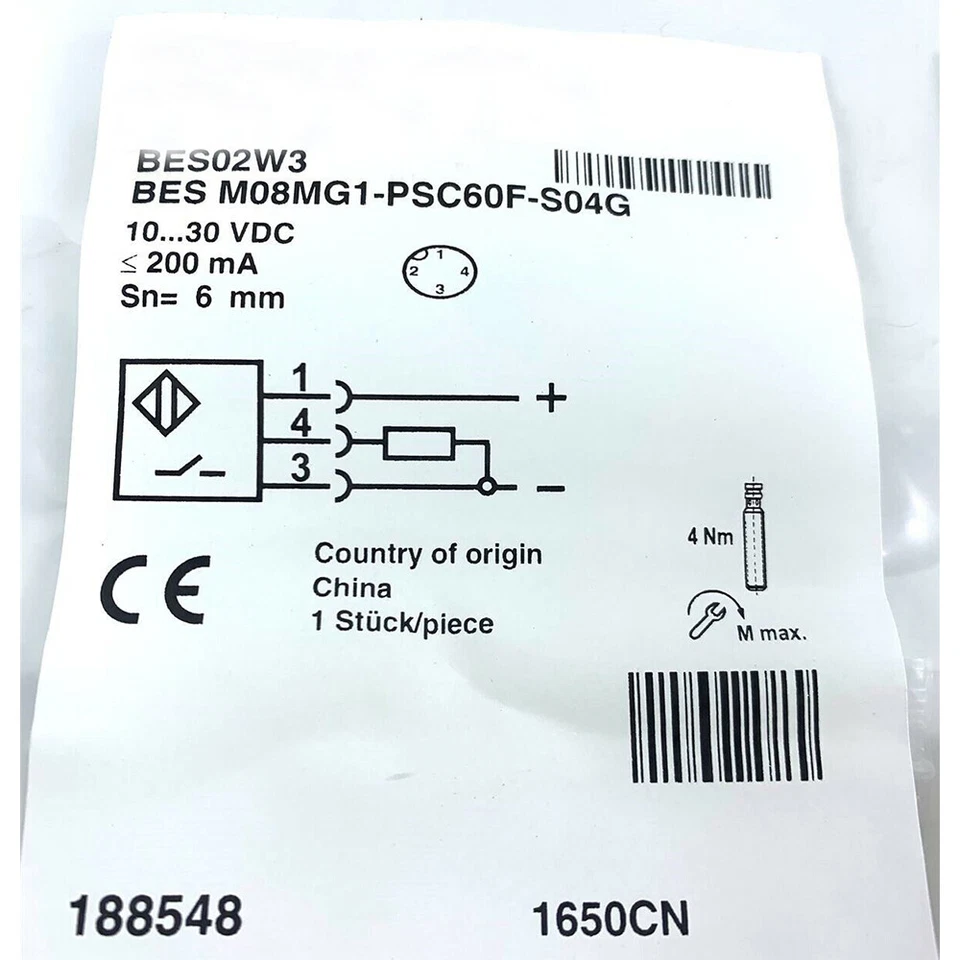 BES02W3
BES M08MG1-PSC60F-S04G
10...30 VDC
≤ 200 mA
Sn= 6 mm
1
2 4
3
1
+
4
3
−
4 Nm
CE
Country of origin
China
1 Stück/piece
M max.
188548
1650CN